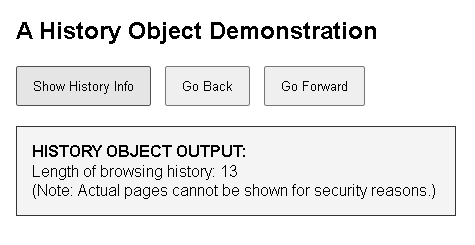 A History Object Demonstration
Show History Info Go Back Go Forward
HISTORY OBJECT OUTPUT:
Length of browsing history: 13
(Note: Actual pages cannot be shown for security reasons.)